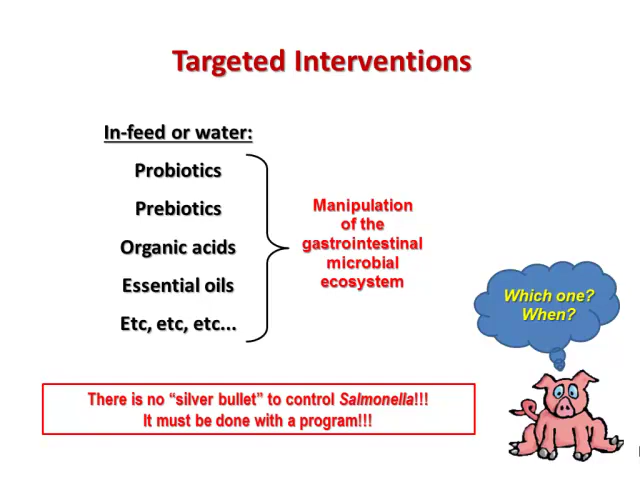 Targeted Interventions
In-feed or water:
Probiotics
Prebiotics
Organic acids
Essential oils
Etc, etc, etc...
Manipulation
of the
gastrointestinal
microbial
ecosystem
Which one?
When?
There is no “silver bullet” to control Salmonella!!!
It must be done with a program!!!